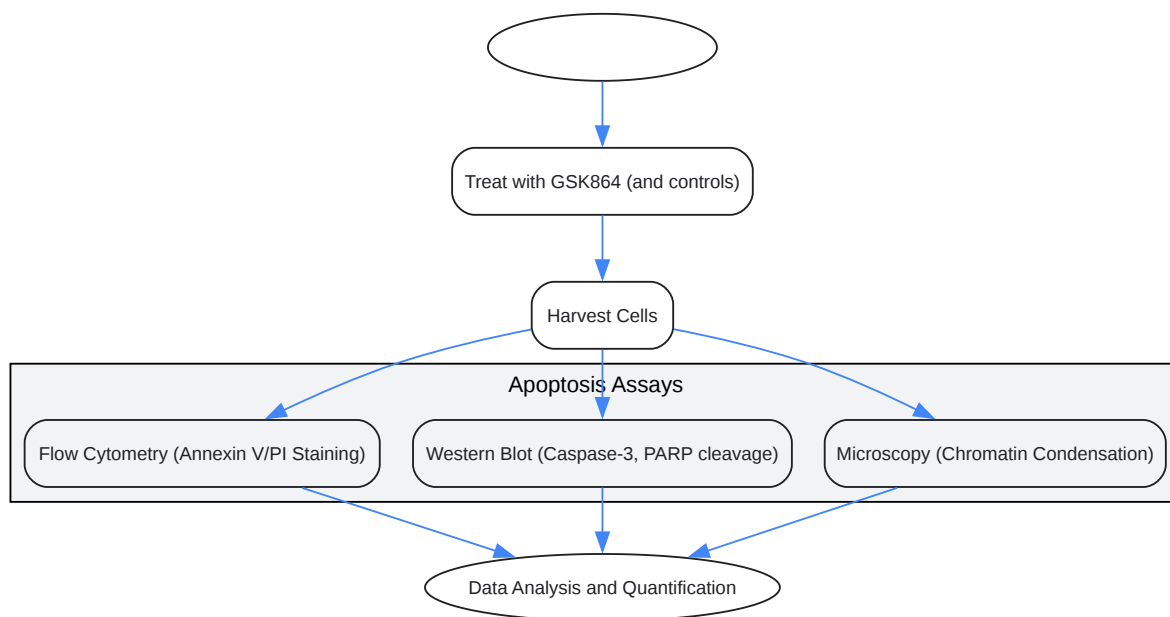 Treat with GSK864 (and controls)
Harvest Cells
Apoptosis Assays
Flow Cytometry (Annexin V/PI Staining)
Western Blot (Caspase-3, PARP cleavage)
Microscopy (Chromatin Condensation)
Data Analysis and Quantification